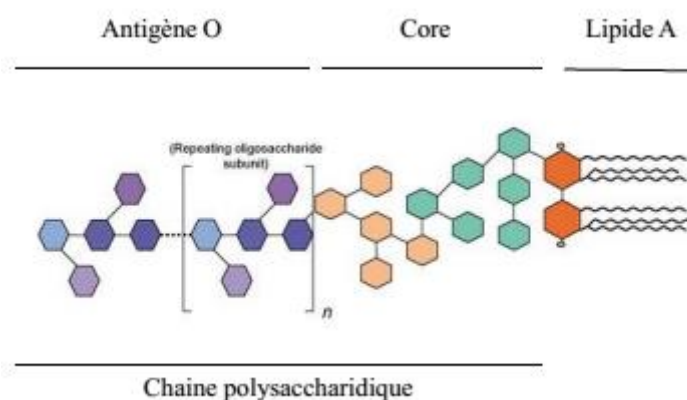 Antigène O
Core
Lipide A
(Repeating oligosaccharide
subunit)
n
Chaine polysaccharidique